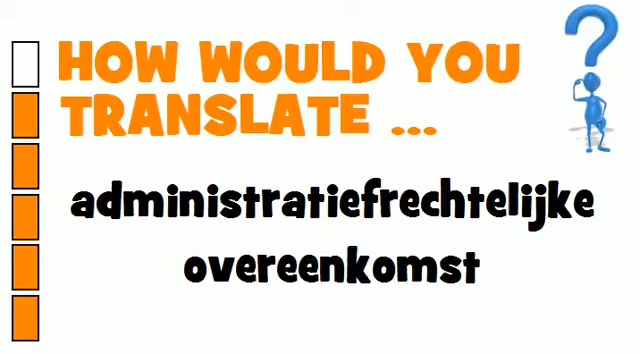 HOW WOULD YOU
TRANSLATE ...
administratiefrechtelijke
overeenkomst